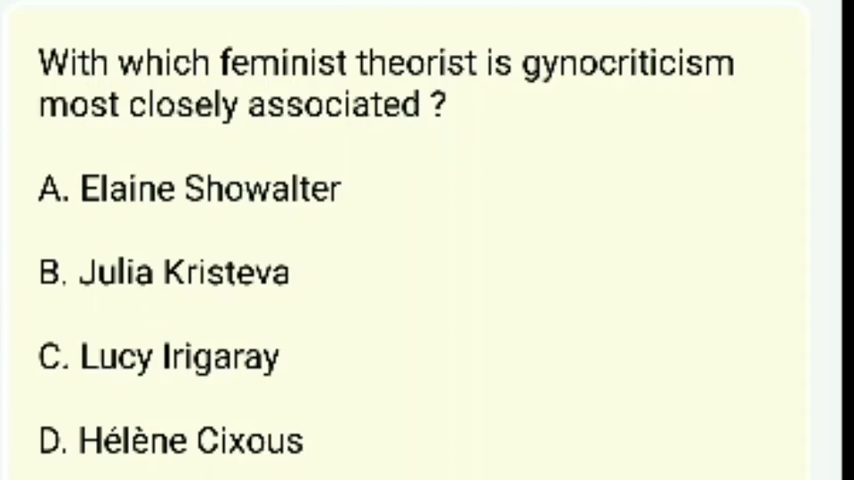 With which feminist theorist is gynocriticism
most closely associated ?
A. Elaine Showalter
B. Julia Kristeva
C. Lucy Irigaray
D. Hélène Cixous